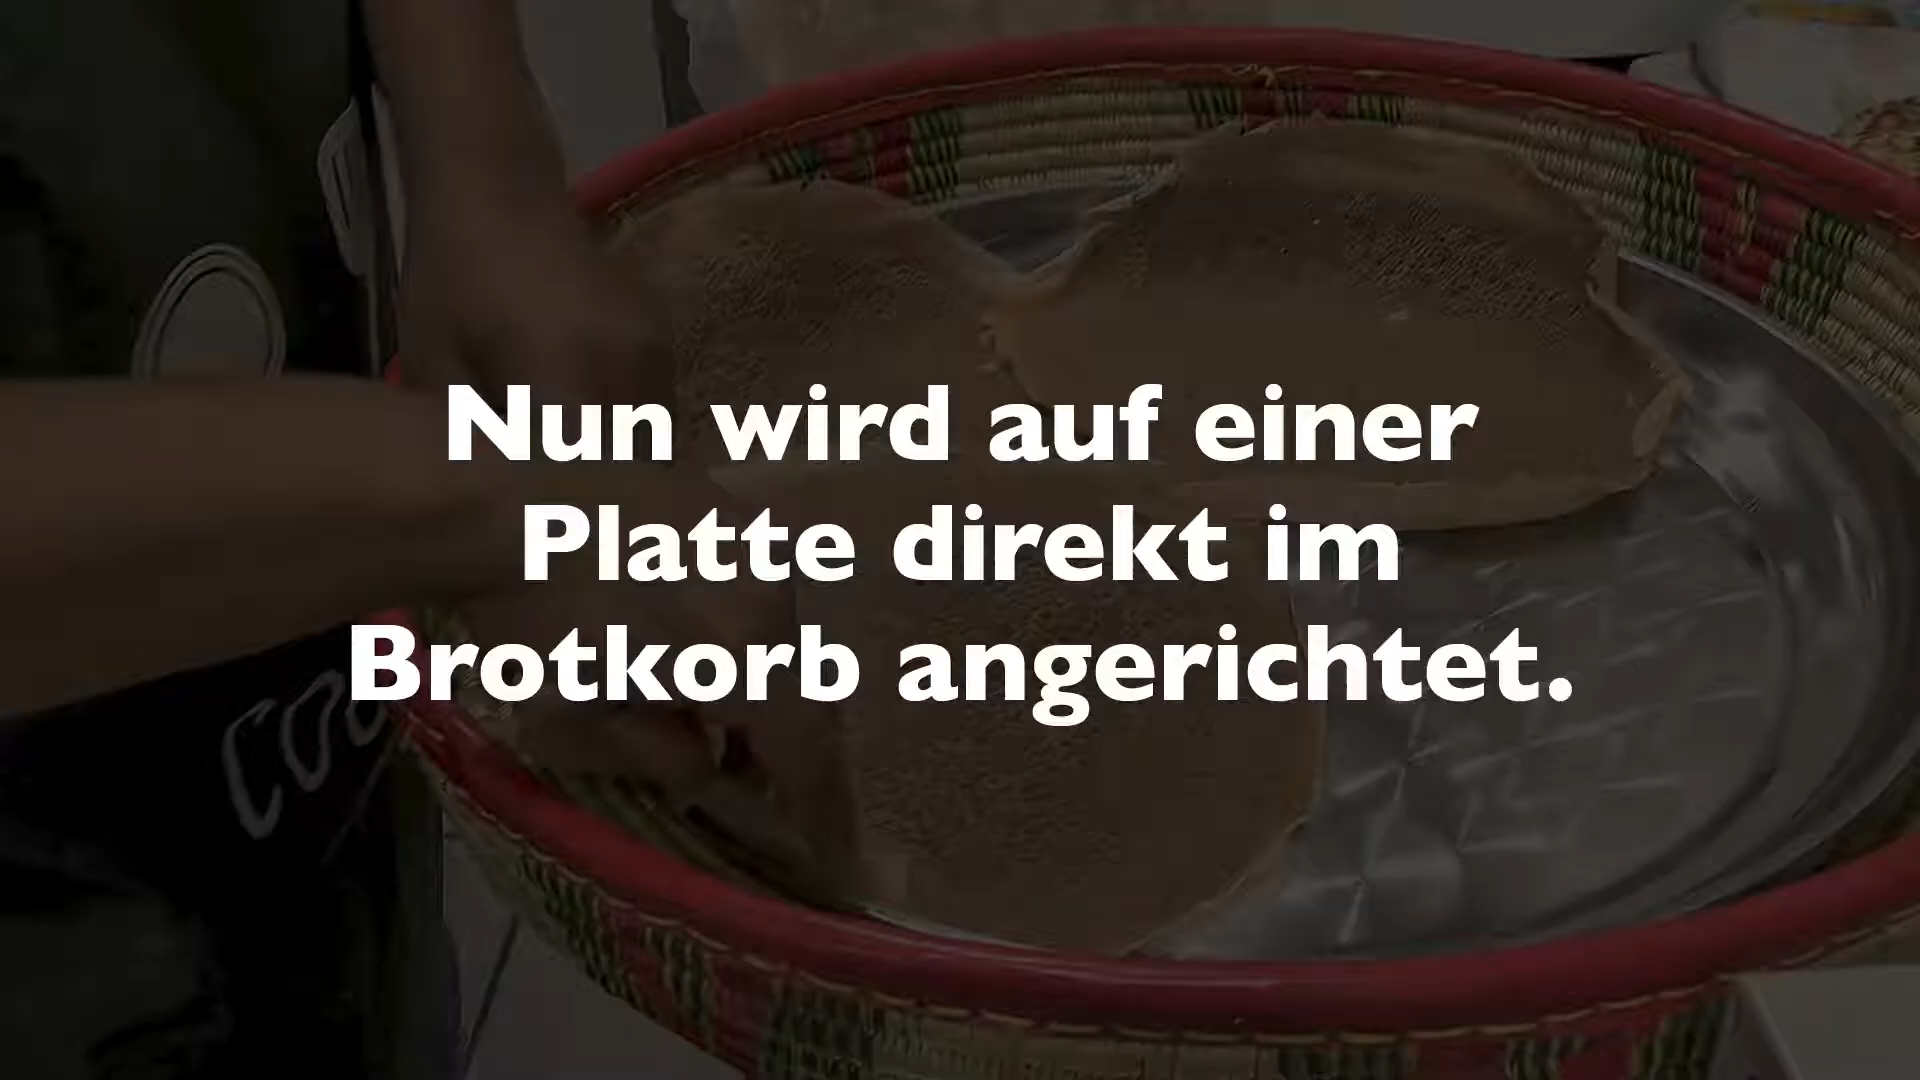 Nun wird auf einer
Platte direkt im
Brotkorb angerichtet.